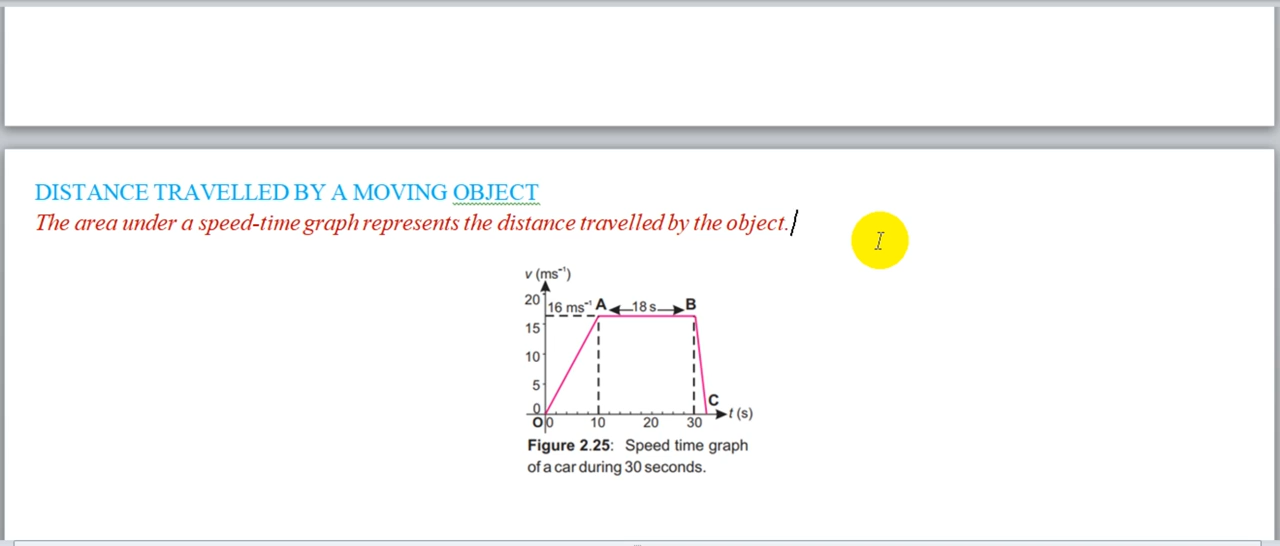 DISTANCE TRAVELLED BY A MOVING OBJECT
The area under a speed-time graph represents the distance travelled by the object.
v (ms⁻¹)
20
16 ms⁻¹ A 18 s B
15
10
5
0
C
O 0 10 20 30 t (s)
Figure 2.25: Speed time graph
of a car during 30 seconds.